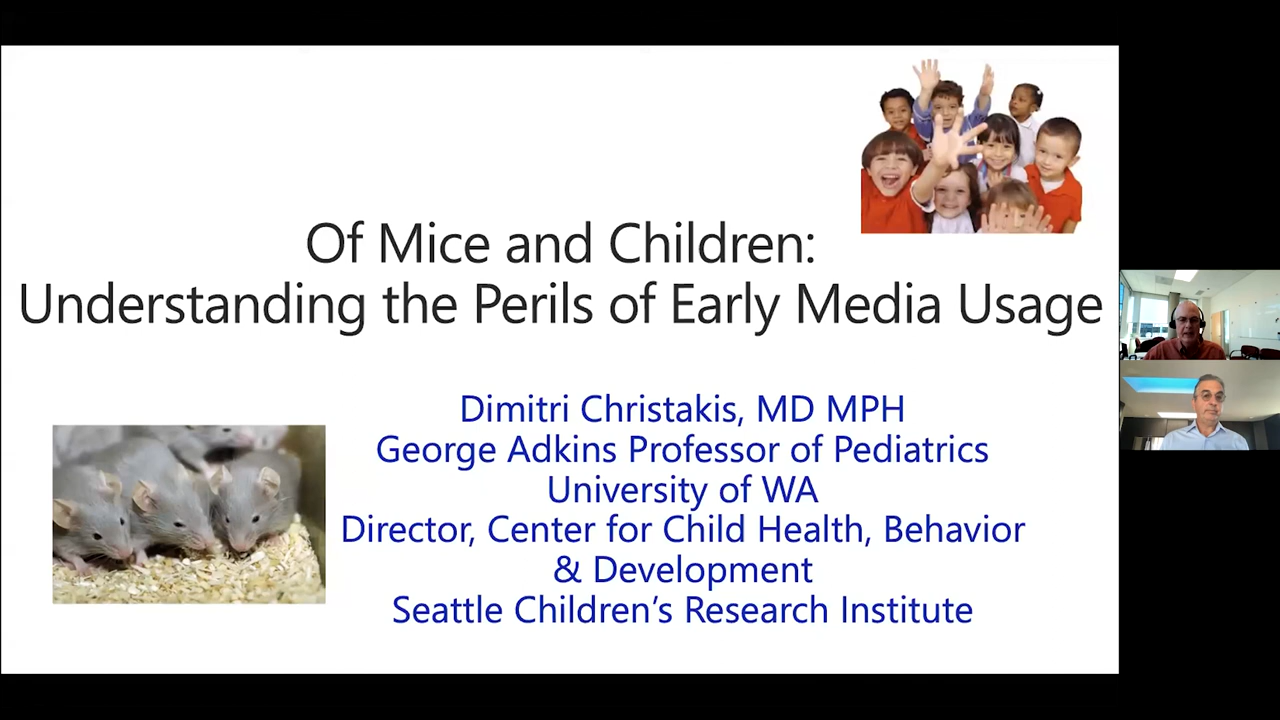 Of Mice and Children:
Understanding the Perils of Early Media Usage
Dimitri Christakis, MD MPH
George Adkins Professor of Pediatrics
University of WA
Director, Center for Child Health, Behavior
& Development
Seattle Children’s Research Institute